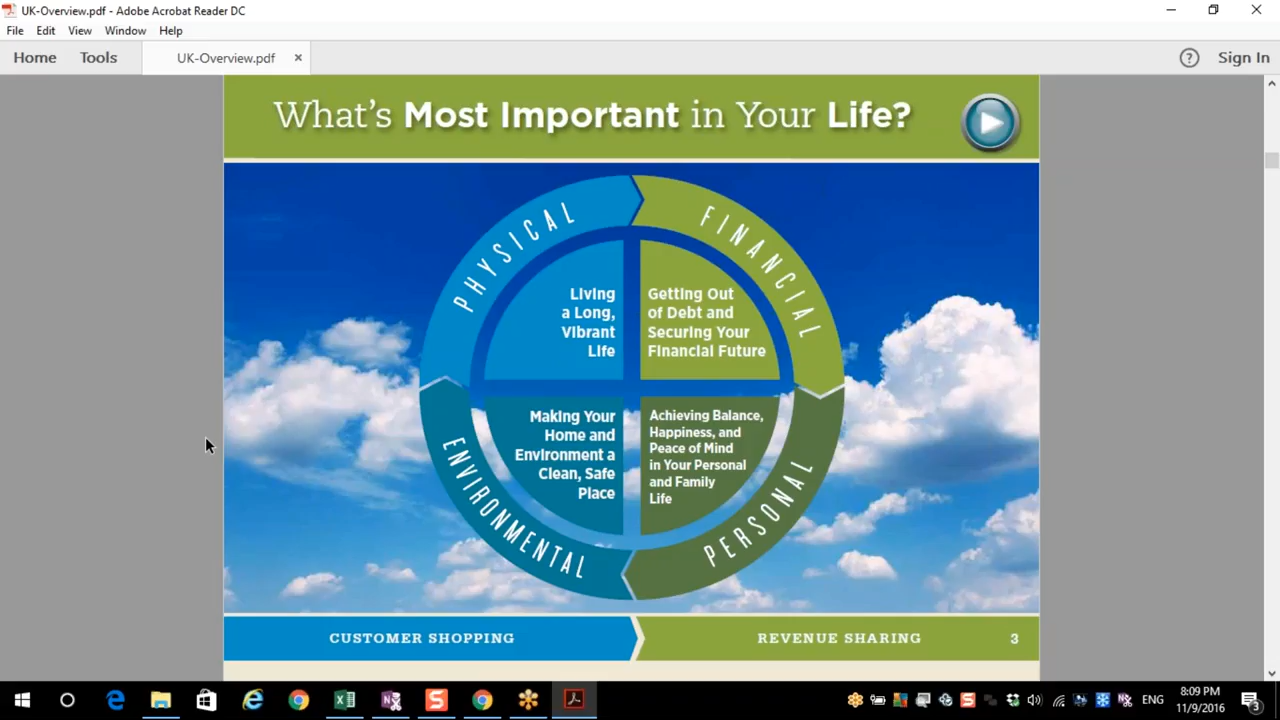 UK-Overview.pdf - Adobe Acrobat Reader DC
File Edit View Window Help
Home Tools UK-Overview.pdf × ? Sign In
What's Most Important in Your Life?
PHYSICAL
FINANCIAL
Living
a Long,
Vibrant
Life
Getting Out
of Debt and
Securing Your
Financial Future
Making Your
Home and
Environment a
Clean, Safe
Place
Achieving Balance,
Happiness, and
Peace of Mind
in Your Personal
and Family
Life
ENVIRONMENTAL
PERSONAL
CUSTOMER SHOPPING
REVENUE SHARING 3
ENG
8:09 PM
11/9/2016
3